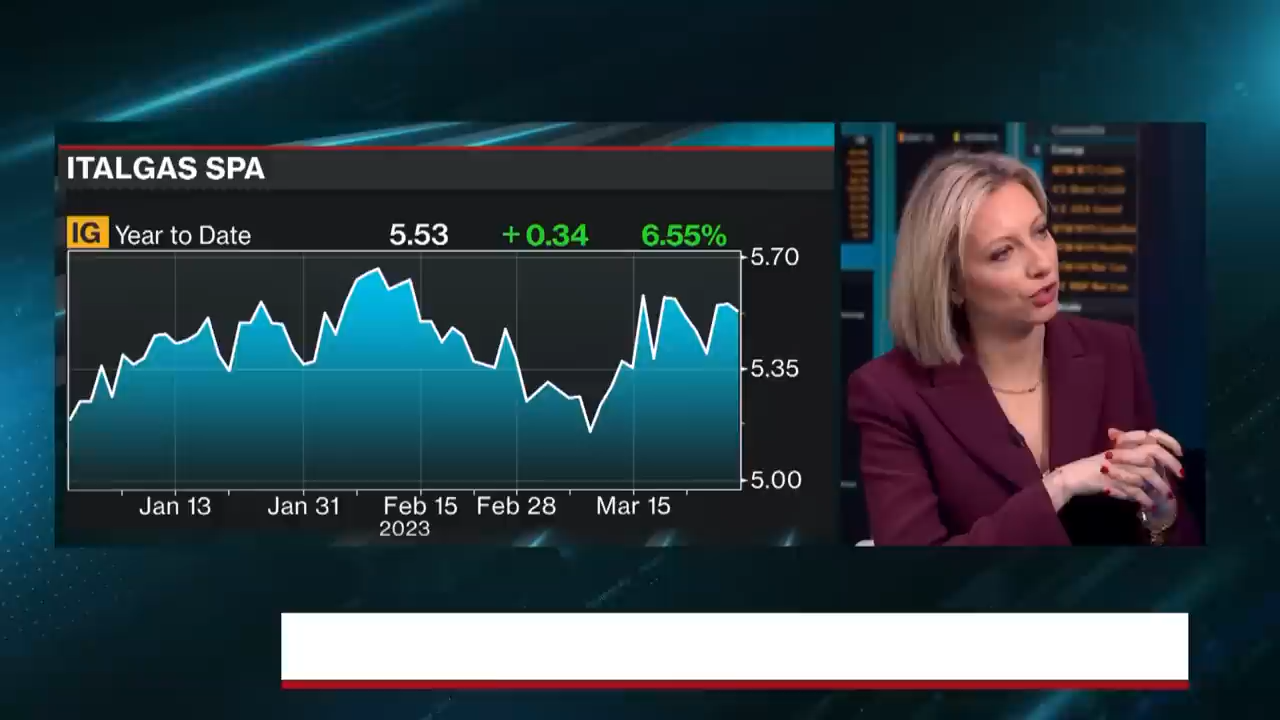 ITALGAS SPA
IG Year to Date 5.53 +0.34 6.55%
5.70
5.35
5.00
Jan 13 Jan 31 Feb 15 Feb 28 Mar 15
2023